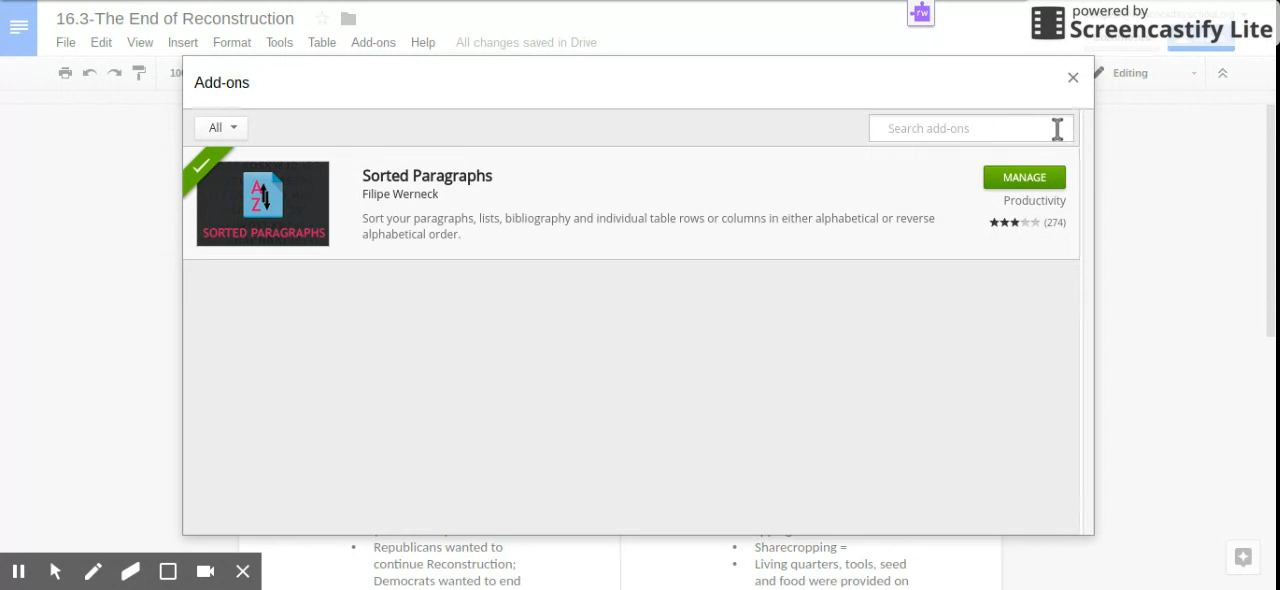 16.3-The End of Reconstruction
powered by
Screencastify Lite
File Edit View Insert Format Tools Table Add-ons Help All changes saved in Drive
rw
Editing
Add-ons
All
Search add-ons
Sorted Paragraphs
MANAGE
Filipe Werneck
Productivity
Sort your paragraphs, lists, bibliography and individual table rows or columns in either alphabetical or reverse
alphabetical order.
(274)
A
Z
SORTED PARAGRAPHS
• Republicans wanted to
continue Reconstruction;
Democrats wanted to end
• Sharecropping =
• Living quarters, tools, seed
and food were provided on